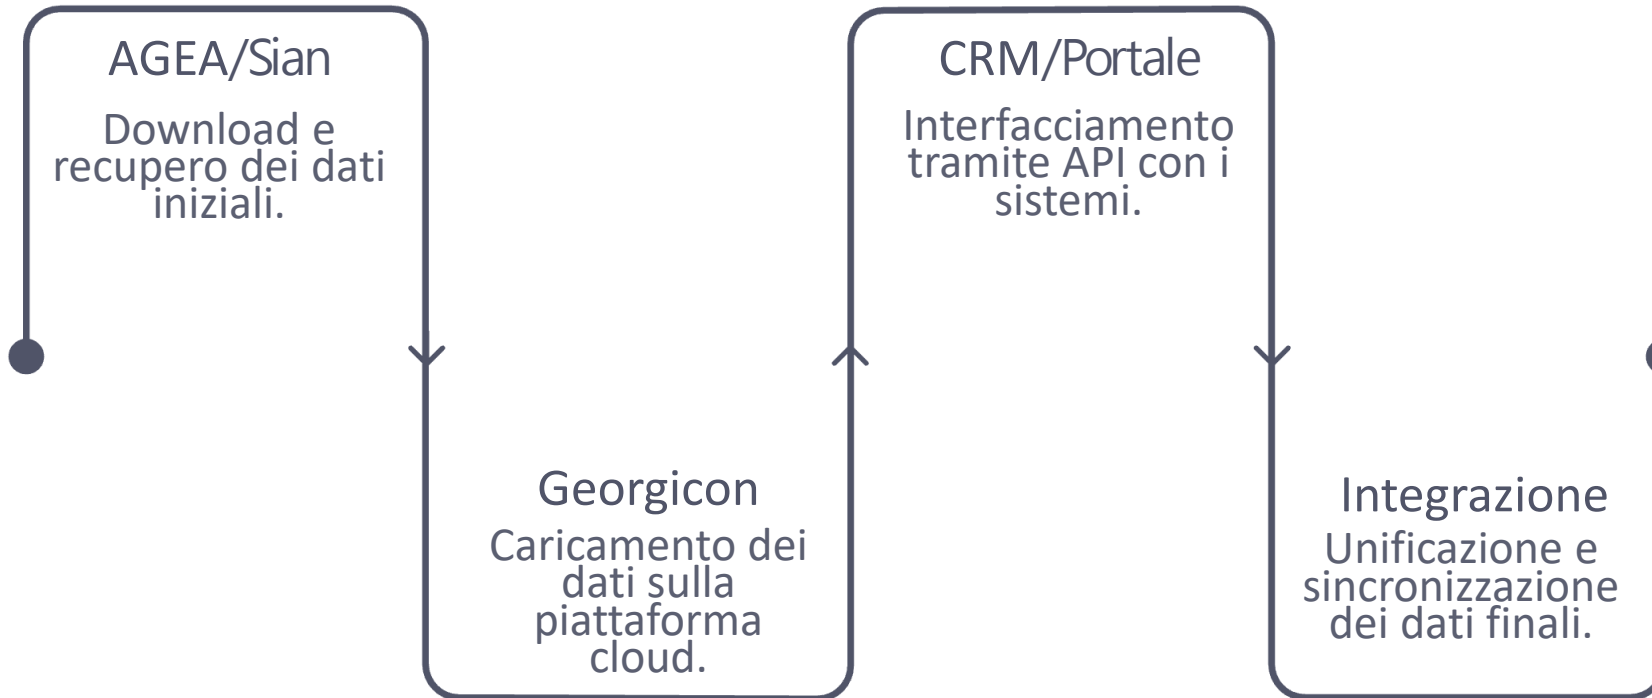 AGEA/Sian
Download e
recupero dei dati
iniziali.
Georgicon
Caricamento dei
dati sulla
piattaforma
cloud.
CRM/Portale
Interfacciamento
tramite API con i
sistemi.
Integrazione
Unificazione e
sincronizzazione
dei dati finali.